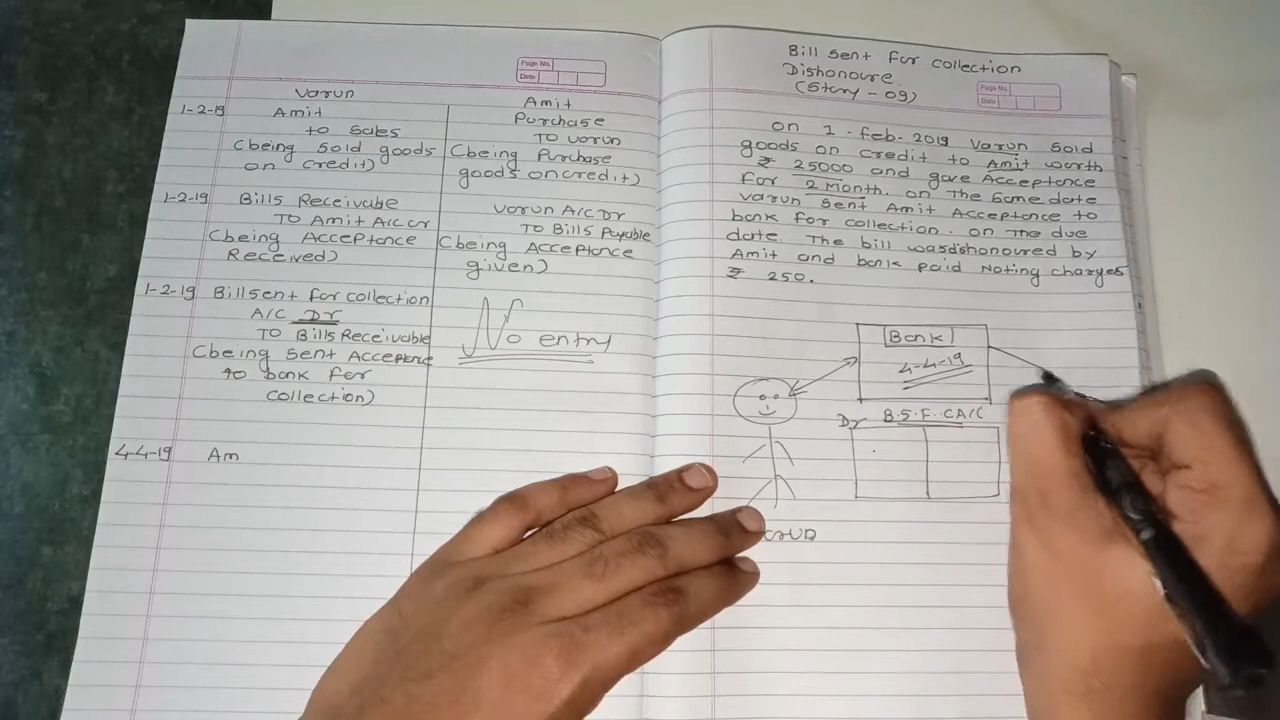 Page No.
Date
Varun
1-2-19 Amit
to Sales
(being sold goods
on credit)
1-2-19 Bills Receivabe
TO Amit A/C Cr
(being Acceptance
Received)
1-2-19 Bill sent for collection
A/C Dr
TO Bills Receivable
(being sent Acceptance
to bank for
collection)
4-4-19 Am
Amit
Purchase
TO Varun
(being Purchase
goods on credit)
Varun A/C Dr
To Bills Payable
(being Acceptance
given)
No entry
Bill sent for collection
Dishonoure
(Story - 09)
Page No.
Date
on 1. feb. 2019 Varun sold
goods on credit to Amit worth
₹ 25000 and gave Acceptance
for 2 month. on The same date
varun sent Amit Acceptance to
bank for collection. on The due
date. The bill was dishonoured by
Amit and bank paid Noting charges
₹ 250.
Bank
4-4-19
Dr B.S.F.C A/C